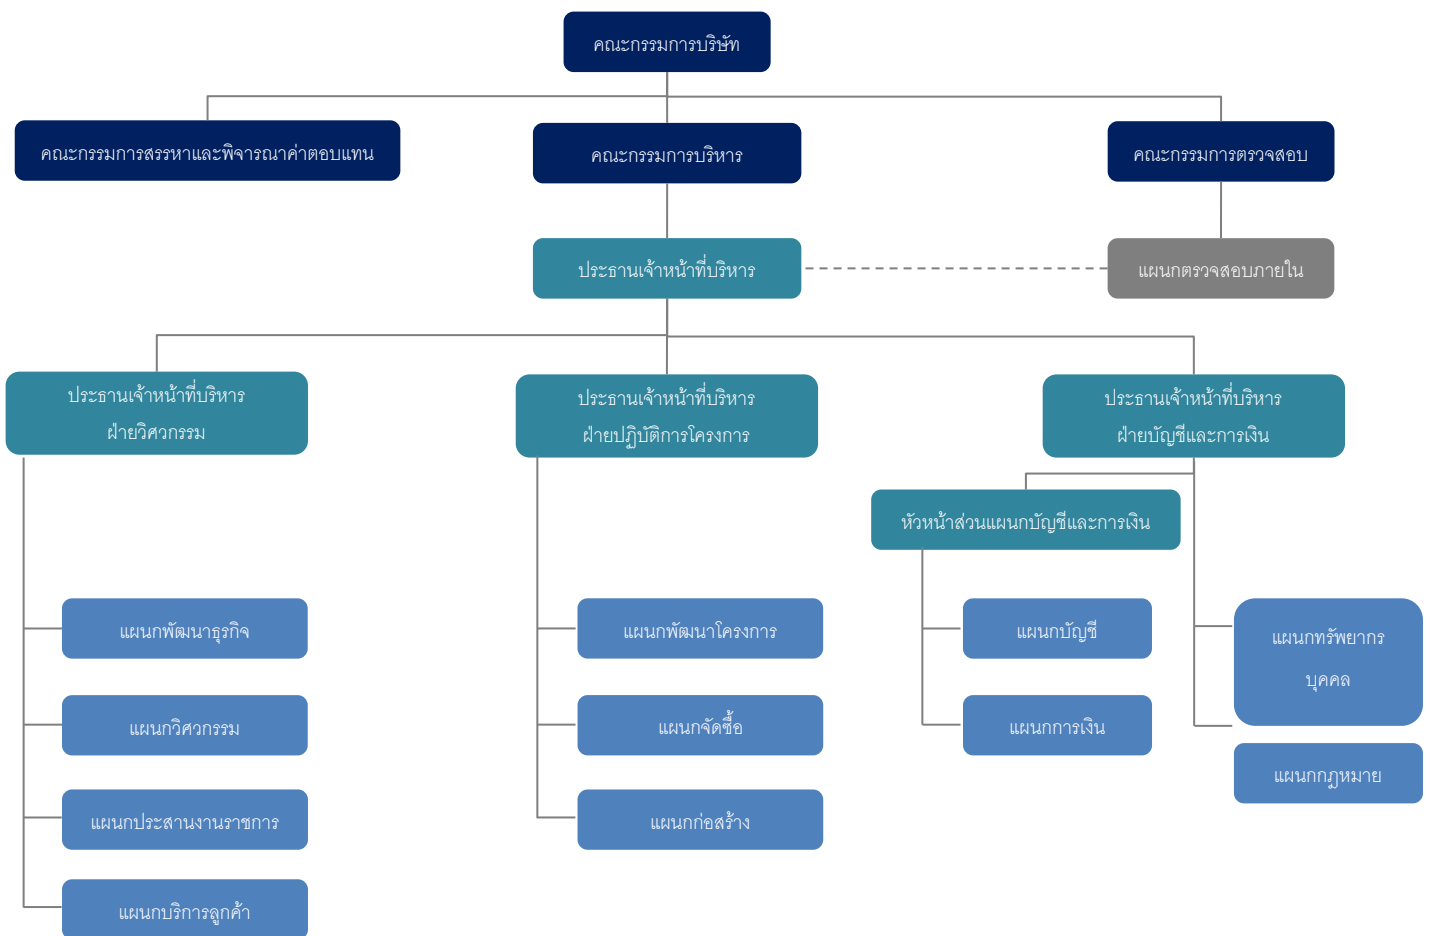 คณะกรรมการบริษัท
คณะกรรมการสรรหาและพิจารณาค่าตอบแทน
คณะกรรมการบริหาร
คณะกรรมการตรวจสอบ
ประธานเจ้าหน้าที่บริหาร
แผนกตรวจสอบภายใน
ประธานเจ้าหน้าที่บริหาร
ฝ่ายวิศวกรรม
ประธานเจ้าหน้าที่บริหาร
ฝ่ายปฏิบัติการโครงการ
ประธานเจ้าหน้าที่บริหาร
ฝ่ายบัญชีและการเงิน
หัวหน้าส่วนแผนกบัญชีและการเงิน
แผนกพัฒนาธุรกิจ
แผนกพัฒนาโครงการ
แผนกบัญชี
แผนกทรัพยากร
บุคคล
แผนกวิศวกรรม
แผนกจัดซื้อ
แผนกการเงิน
แผนกกฎหมาย
แผนกประสานงานราชการ
แผนกก่อสร้าง
แผนกบริการลูกค้า